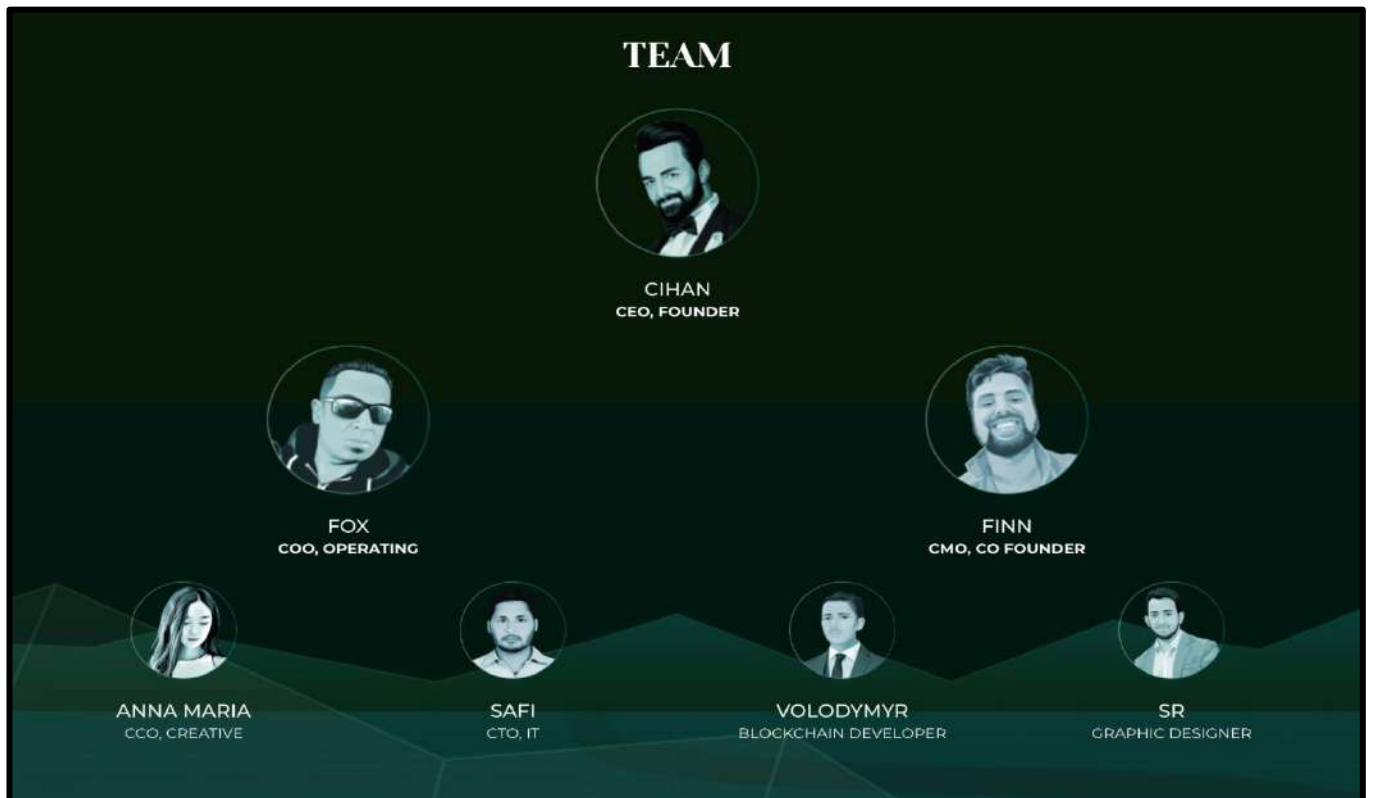 TEAM
CIHAN
CEO, FOUNDER
FOX
COO, OPERATING
FINN
CMO, CO FOUNDER
ANNA MARIA
CCO, CREATIVE
SAFI
CTO, IT
VOLODYMYR
BLOCKCHAIN DEVELOPER
SR
GRAPHIC DESIGNER